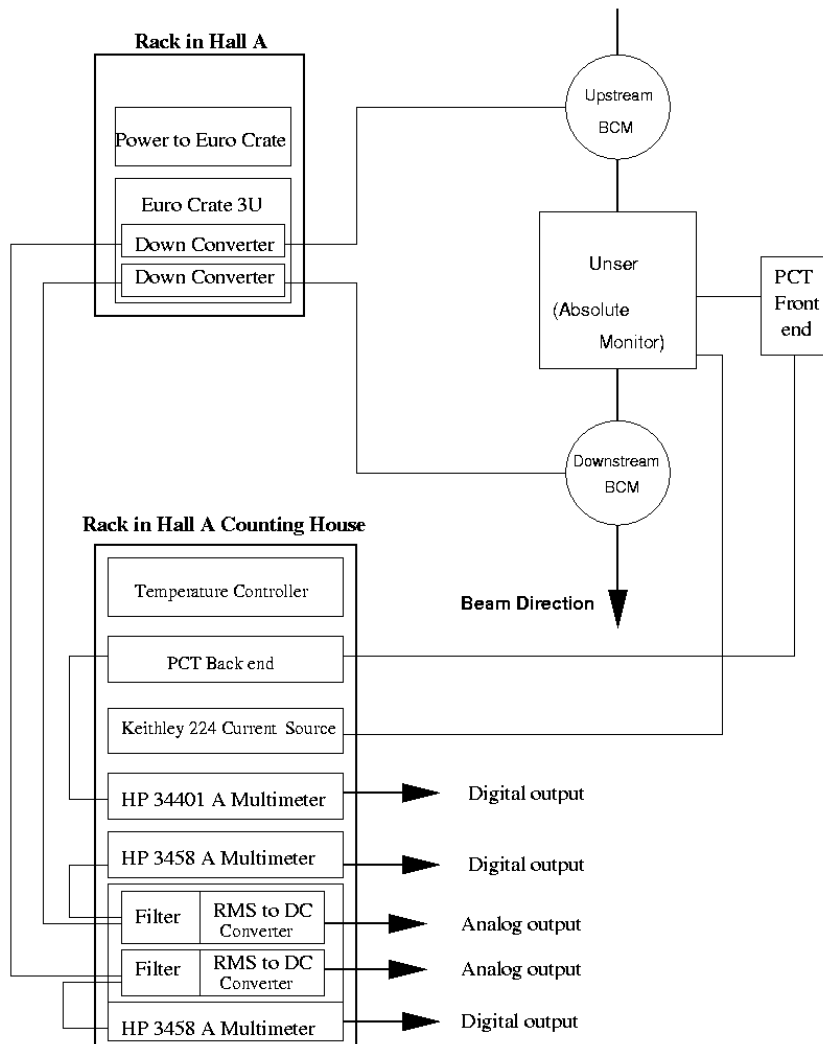 Rack in Hall A
Power to Euro Crate
Euro Crate 3U
Down Converter
Down Converter
Upstream
BCM
Unser
(Absolute
Monitor)
PCT
Front
end
Downstream
BCM
Beam Direction
Rack in Hall A Counting House
Temperature Controller
PCT Back end
Keithley 224 Current Source
HP 34401 A Multimeter
Digital output
HP 3458 A Multimeter
Digital output
Filter
RMS to DC
Converter
Analog output
Filter
RMS to DC
Converter
Analog output
HP 3458 A Multimeter
Digital output